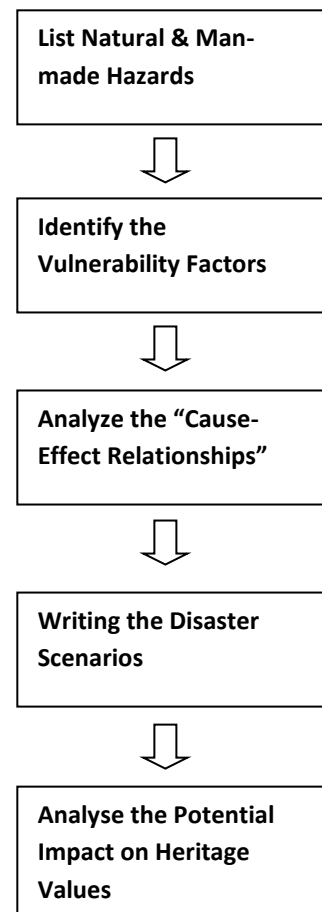 List Natural & Man-
made Hazards
Identify the
Vulnerability Factors
Analyze the “Cause-
Effect Relationships”
Writing the Disaster
Scenarios
Analyse the Potential
Impact on Heritage
Values